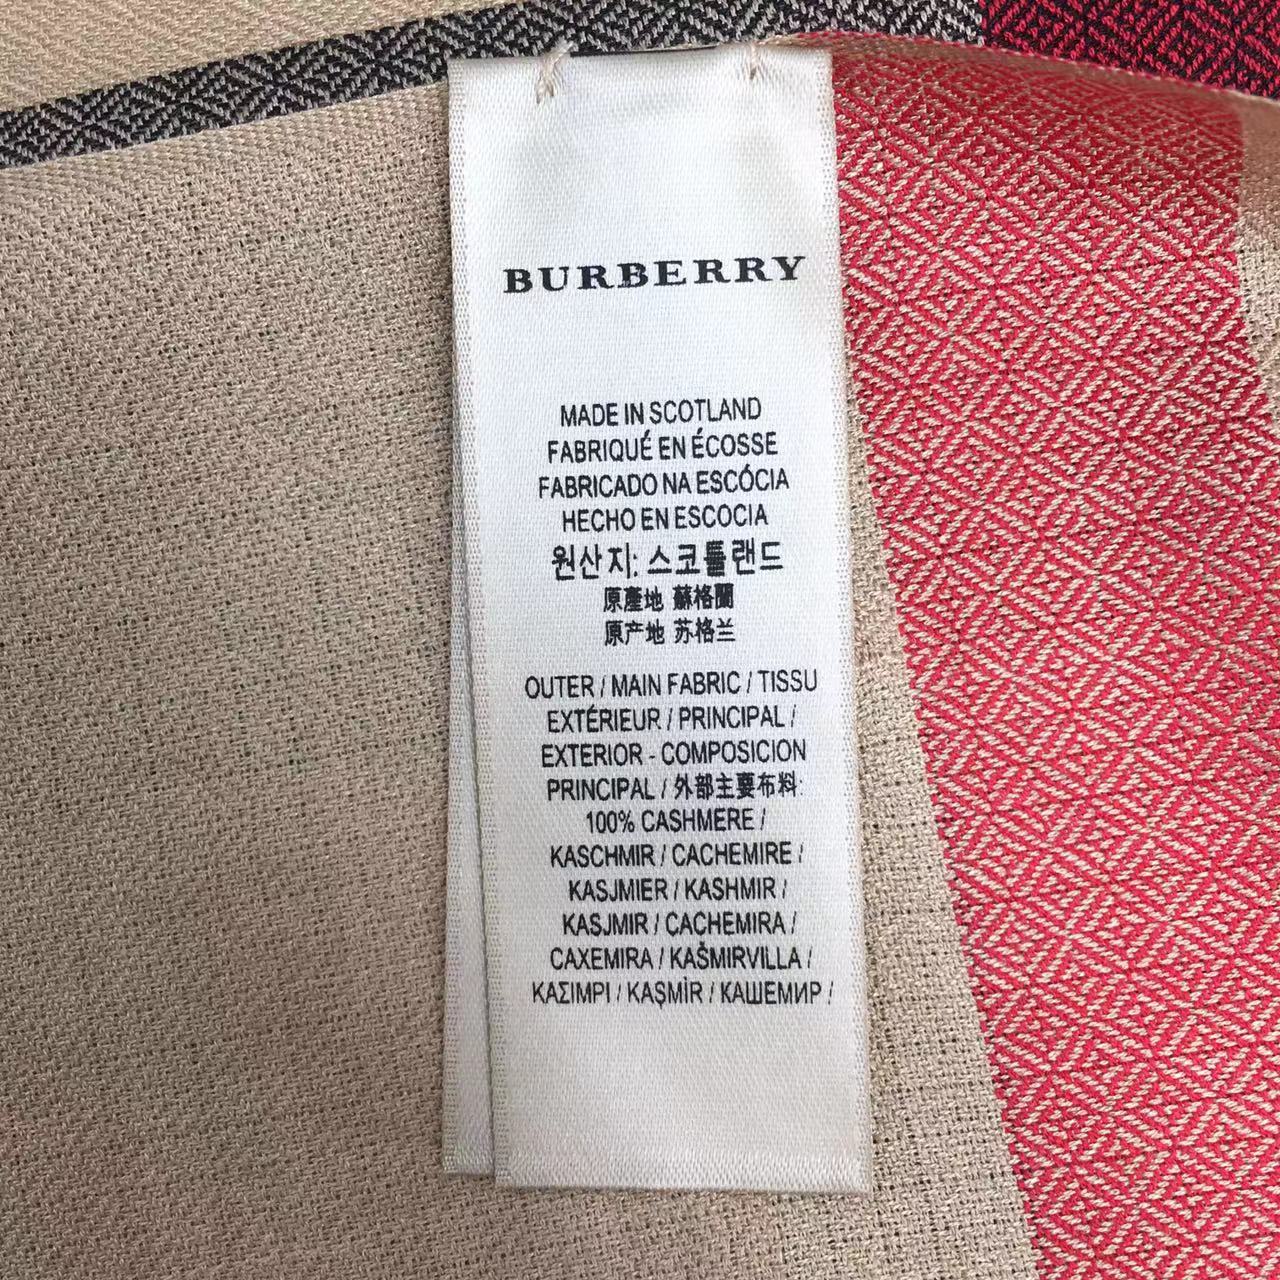 BURBERRY
MADE IN SCOTLAND
FABRIQUÉ EN ÉCOSSE
FABRICADO NA ESCÓCIA
HECHO EN ESCOCIA
원산지: 스코틀랜드
原產地 蘇格蘭
原产地 苏格兰
OUTER / MAIN FABRIC / TISSU
EXTÉRIEUR / PRINCIPAL /
EXTERIOR - COMPOSICION
PRINCIPAL / 外部主要布料:
100% CASHMERE /
KASCHMIR / CACHEMIRE /
KASJMIER / KASHMIR /
KASJMIR / CACHEMIRA /
CAXEMIRA / KAŠMIRVILLA /
ΚΑΣΙΜΡΙ / KAŞMİR / КАШЕМИР /